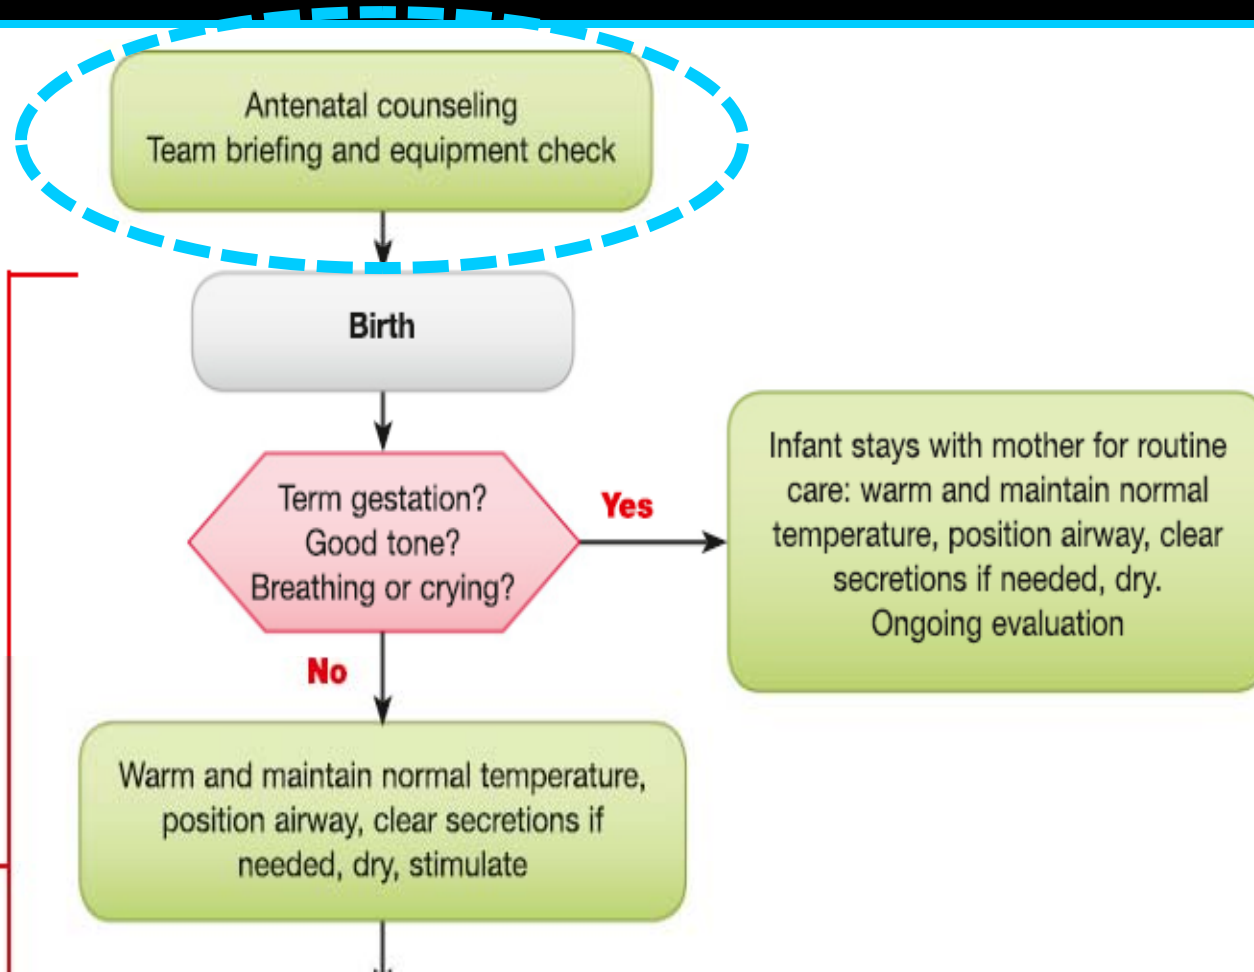 Antenatal counseling
Team briefing and equipment check
Birth
Term gestation?
Good tone?
Breathing or crying?
Yes
Infant stays with mother for routine
care: warm and maintain normal
temperature, position airway, clear
secretions if needed, dry.
Ongoing evaluation
No
Warm and maintain normal temperature,
position airway, clear secretions if
needed, dry, stimulate